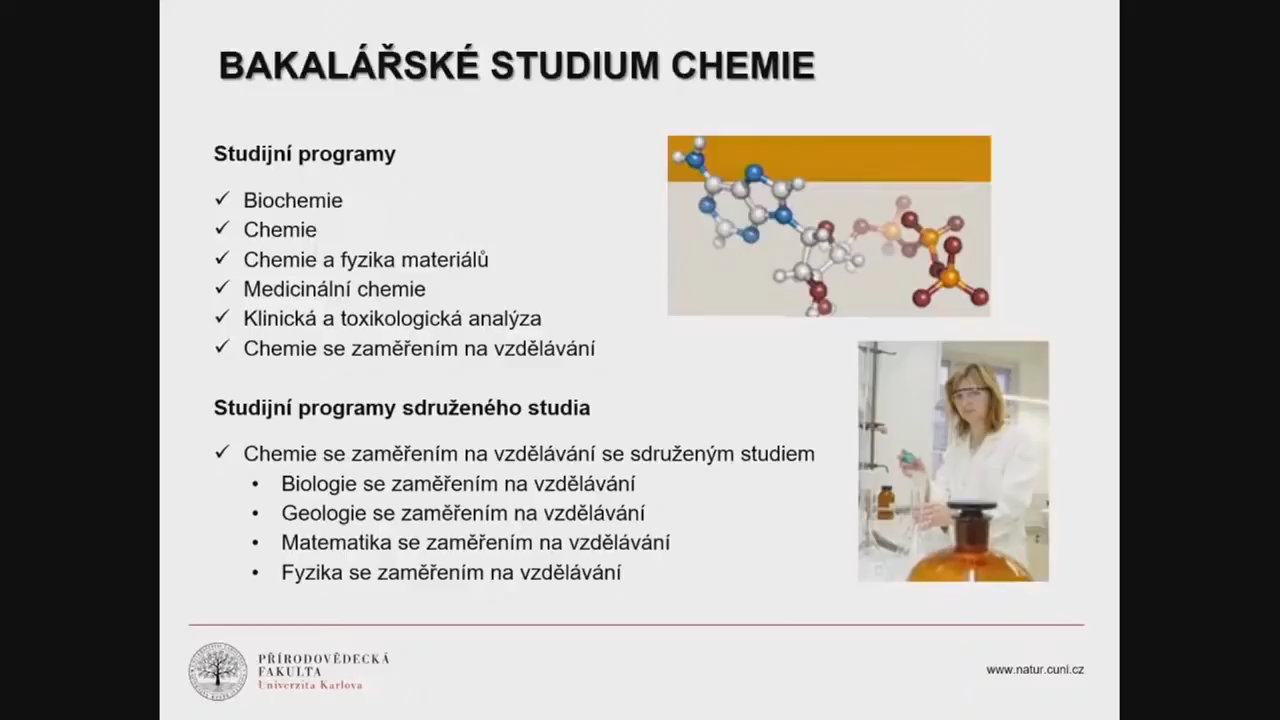 BAKALÁŘSKÉ STUDIUM CHEMIE
Studijní programy
✓ Biochemie
✓ Chemie
✓ Chemie a fyzika materiálů
✓ Medicinální chemie
✓ Klinická a toxikologická analýza
✓ Chemie se zaměřením na vzdělávání
Studijní programy sdruženého studia
✓ Chemie se zaměřením na vzdělávání se sdruženým studiem
• Biologie se zaměřením na vzdělávání
• Geologie se zaměřením na vzdělávání
• Matematika se zaměřením na vzdělávání
• Fyzika se zaměřením na vzdělávání
PŘÍRODOVĚDECKÁ
FAKULTA
Univerzita Karlova
www.natur.cuni.cz